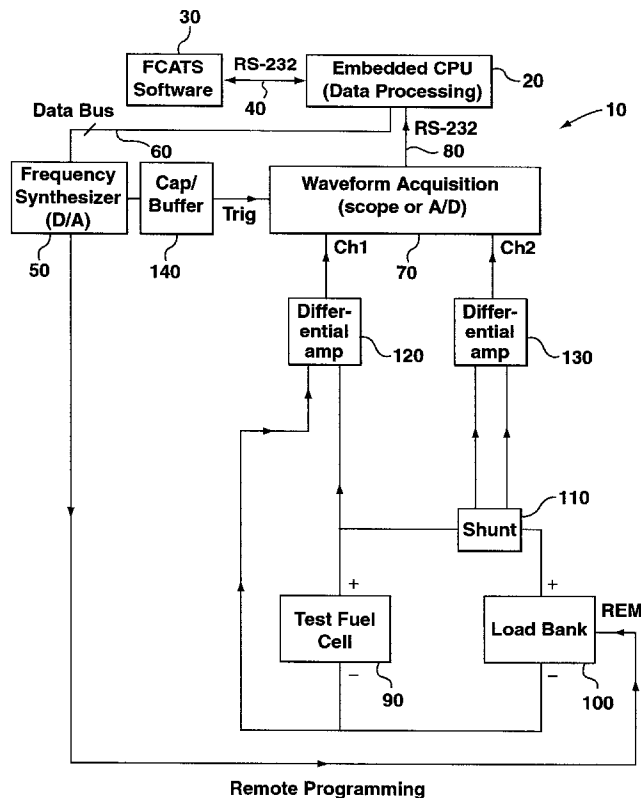 30
FCATS
Software
RS-232
40
Embedded CPU
(Data Processing)
20
10
Data Bus
60
RS-232
80
Frequency
Synthesizer
(D/A)
50
Cap/
Buffer
140
Trig
Waveform Acquisition
(scope or A/D)
Ch1
70
Ch2
Differ-
ential
amp
120
Differ-
ential
amp
130
110
Shunt
+
+
REM
Test Fuel
Cell
Load Bank
−
90
−
100
Remote Programming